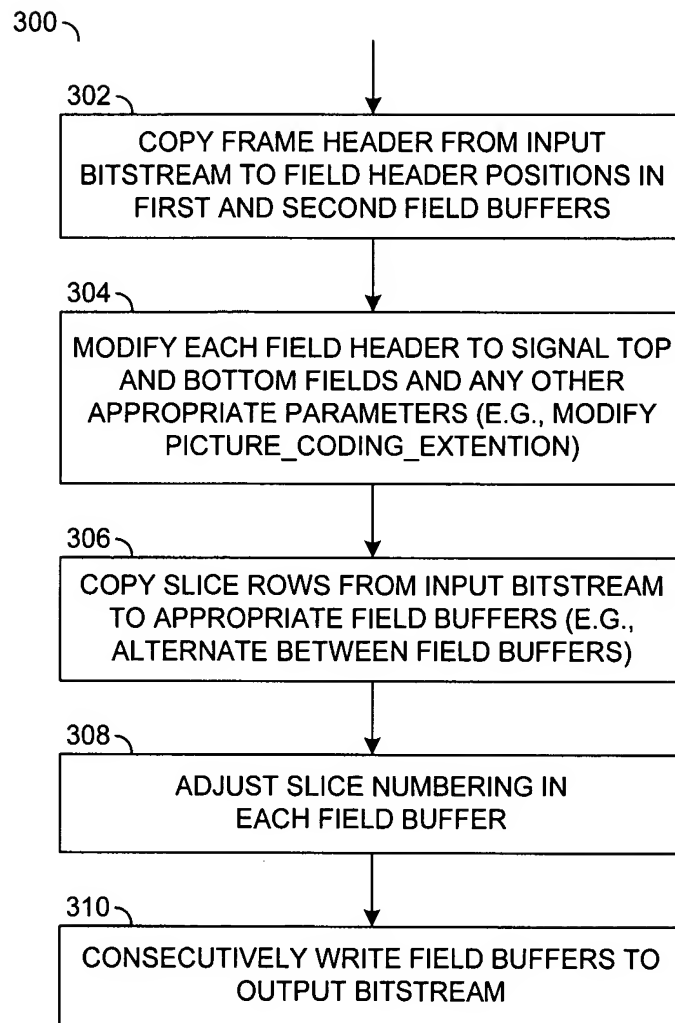 300
302
COPY FRAME HEADER FROM INPUT
BITSTREAM TO FIELD HEADER POSITIONS IN
FIRST AND SECOND FIELD BUFFERS
304
MODIFY EACH FIELD HEADER TO SIGNAL TOP
AND BOTTOM FIELDS AND ANY OTHER
APPROPRIATE PARAMETERS (E.G., MODIFY
PICTURE_CODING_EXTENTION)
306
COPY SLICE ROWS FROM INPUT BITSTREAM
TO APPROPRIATE FIELD BUFFERS (E.G.,
ALTERNATE BETWEEN FIELD BUFFERS)
308
ADJUST SLICE NUMBERING IN
EACH FIELD BUFFER
310
CONSECUTIVELY WRITE FIELD BUFFERS TO
OUTPUT BITSTREAM